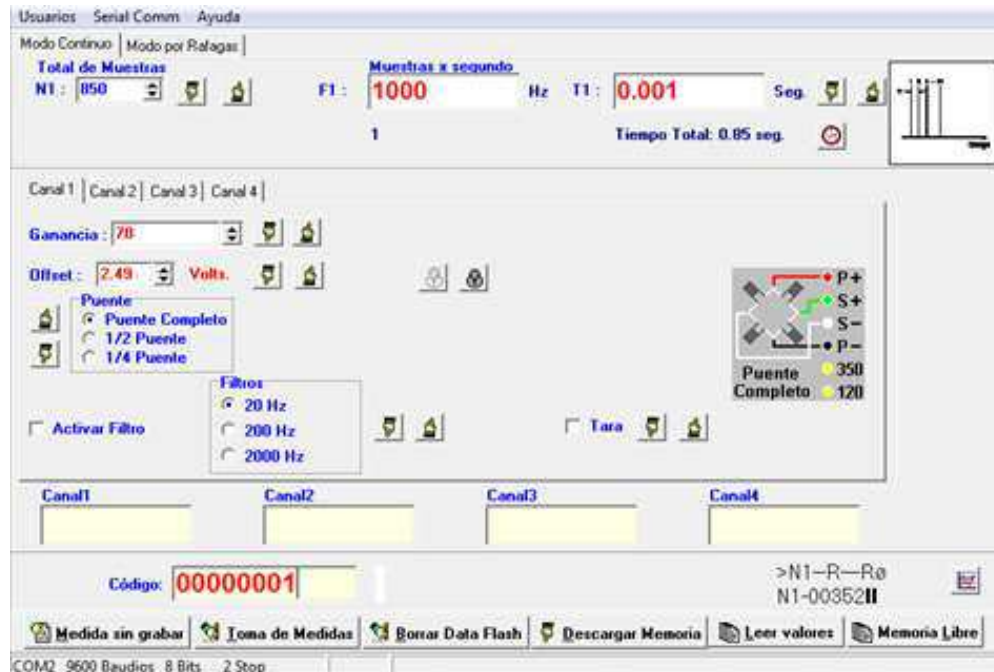 Usuarios Serial Comm Ayuda
Modo Continuo Modo por Rafagas
Total de Muestras
Muestras x segundo
N1 : 850 F1 : 1000 Hz T1 : 0.001 Seg.
1 Tiempo Total: 0.85 seg.
Canal 1 Canal 2 Canal 3 Canal 4
Ganancia : 78
Offset : 2.49 Volts.
Puente
Puente Completo
1/2 Puente
1/4 Puente
P+
S+
S-
P-
Puente 350
Completo 120
Filtros
20 Hz
Activar Filtro 200 Hz Tara
2000 Hz
Canal1 Canal2 Canal3 Canal4
Código: 00000001
>N1-R--Rø
N1-00352
Medida sin grabar Toma de Medidas Borrar Data Flash Descargar Memoria Leer valores Memoria Libre
COM2 9600 Baudios 8 Bits 2 Stop